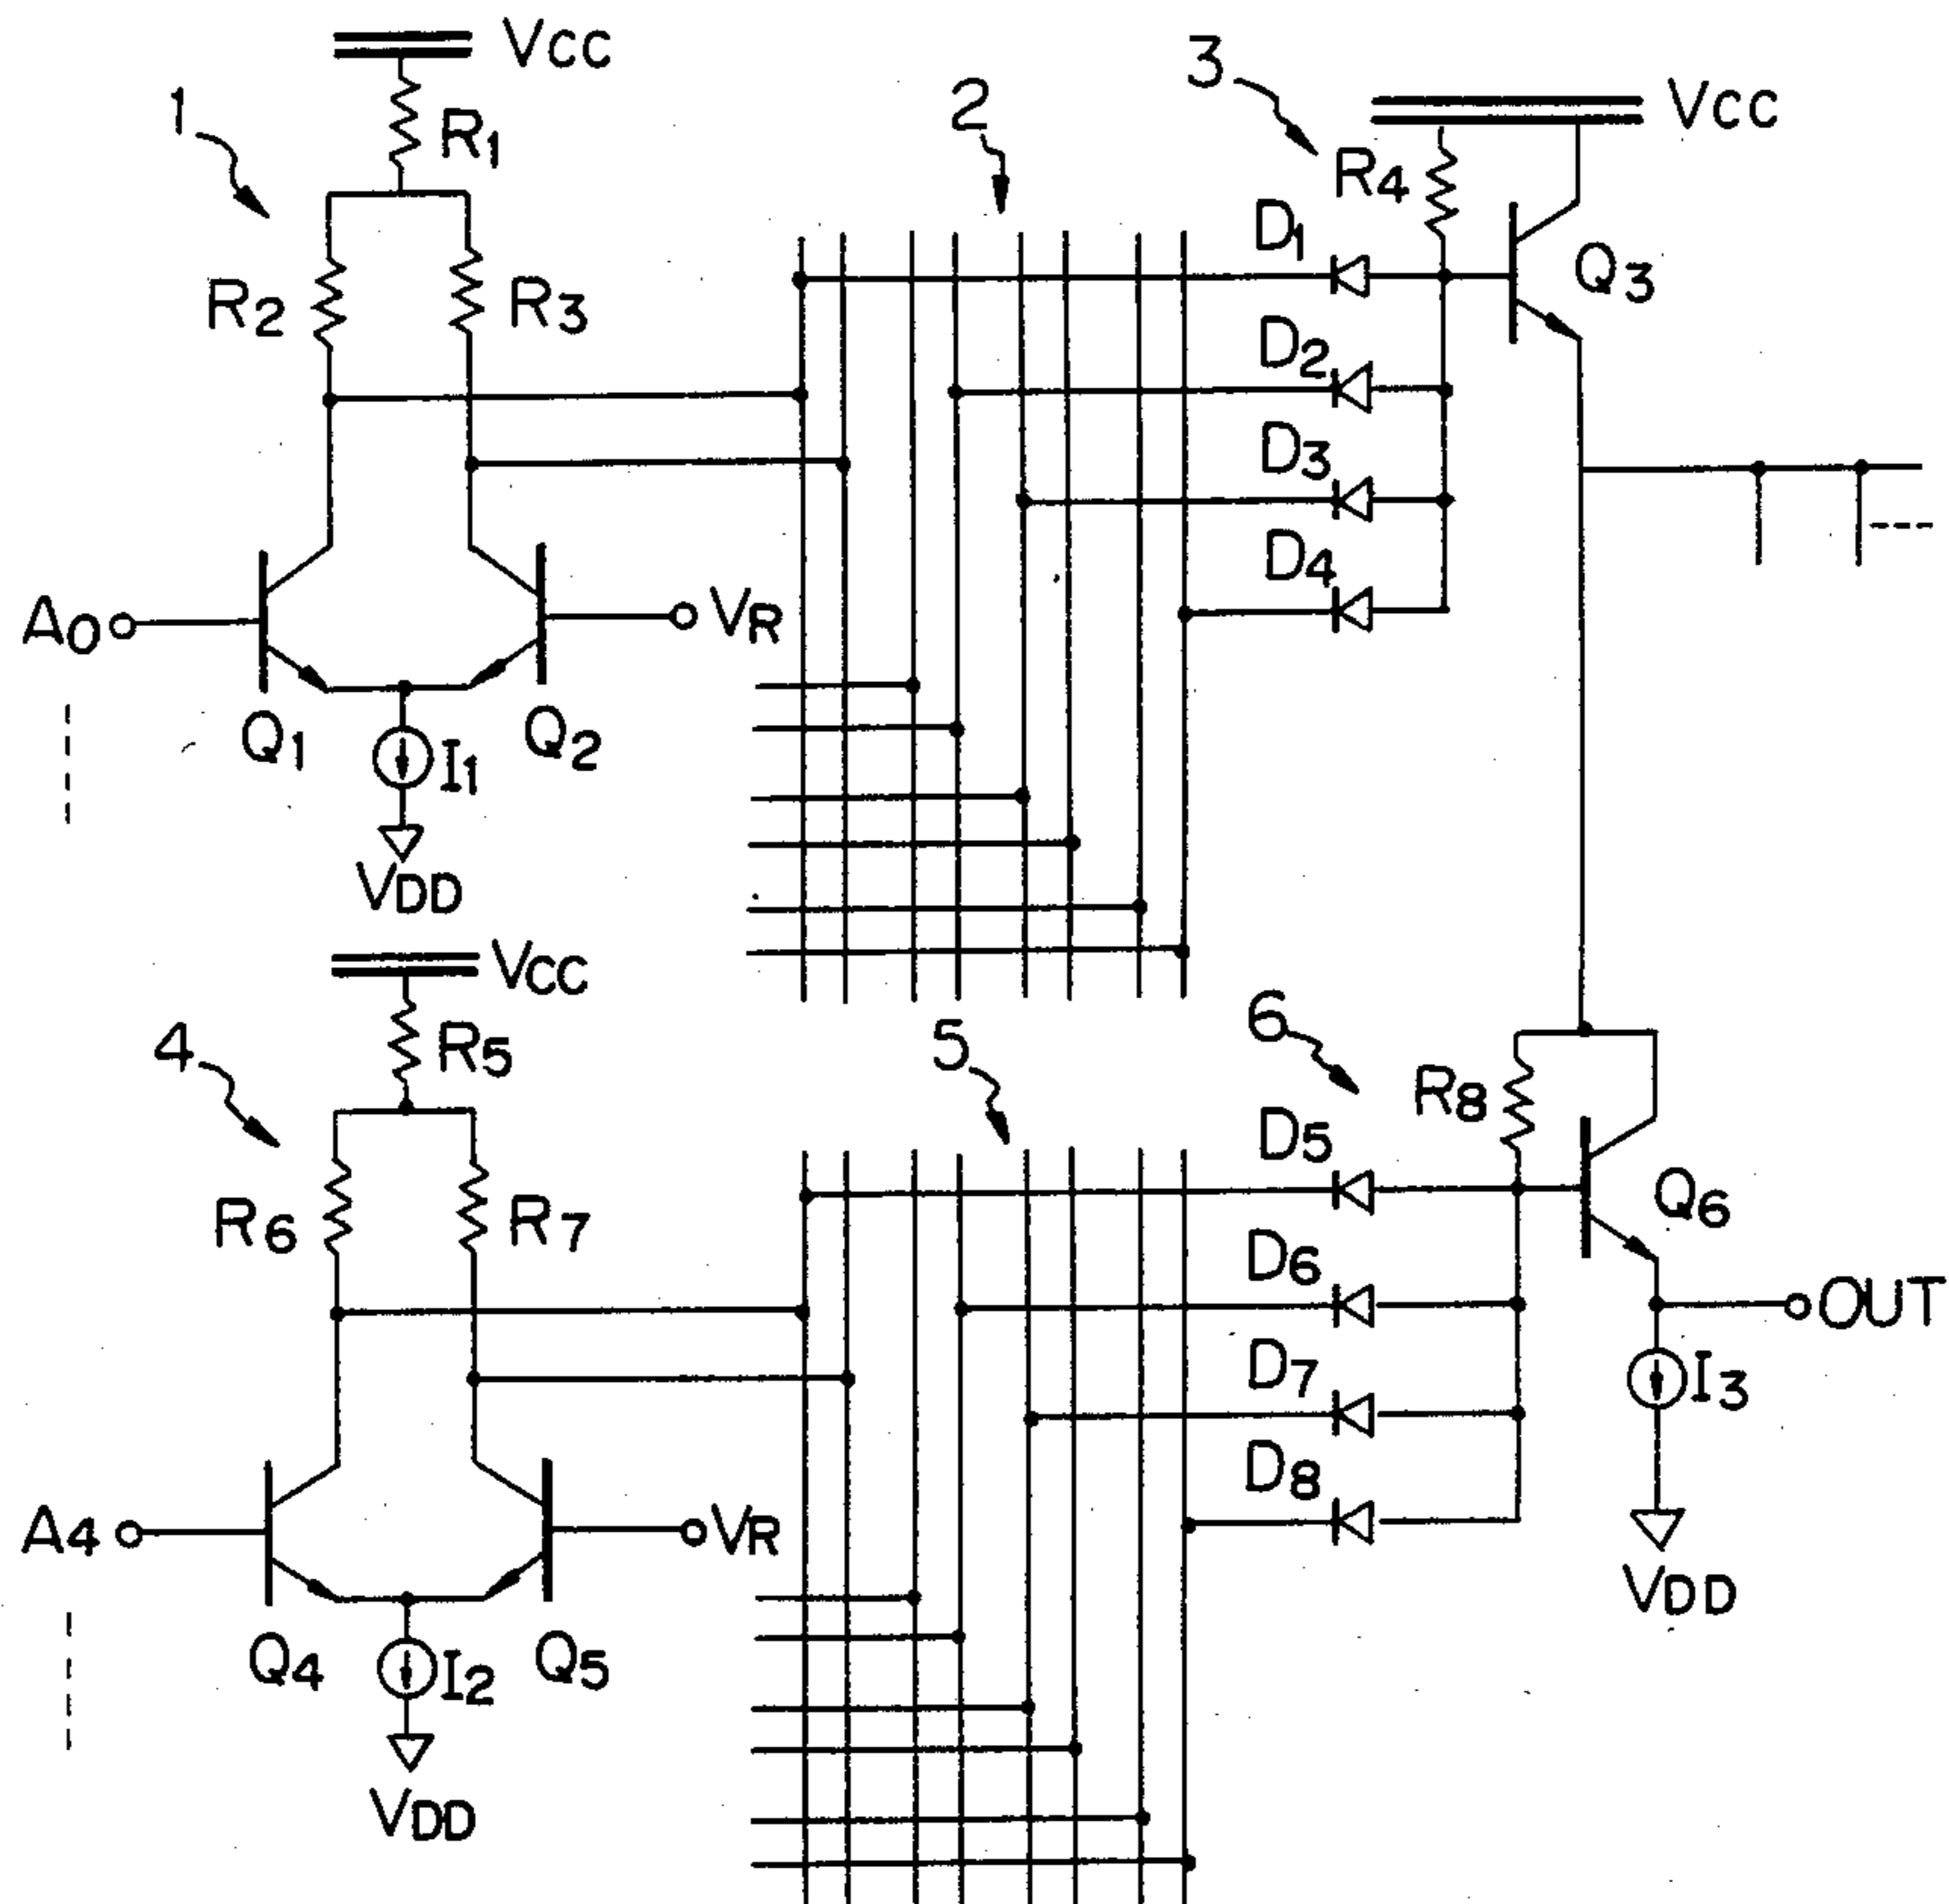 VCC
1
R1
2
3
VCC
R4
D1
Q3
R2
R3
D2
D3
D4
A0
VR
Q1
I1
Q2
VDD
VCC
4
R5
5
6
R8
D5
R6
R7
Q6
D6
OUT
D7
I3
D8
A4
VR
VDD
Q4
I2
Q5
VDD